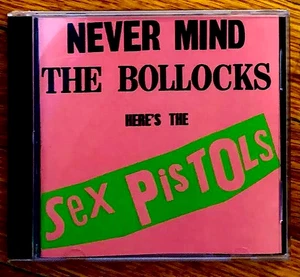 NEVER MIND
THE BOLLOCKS
HERE'S THE
Sex PiSTOLS